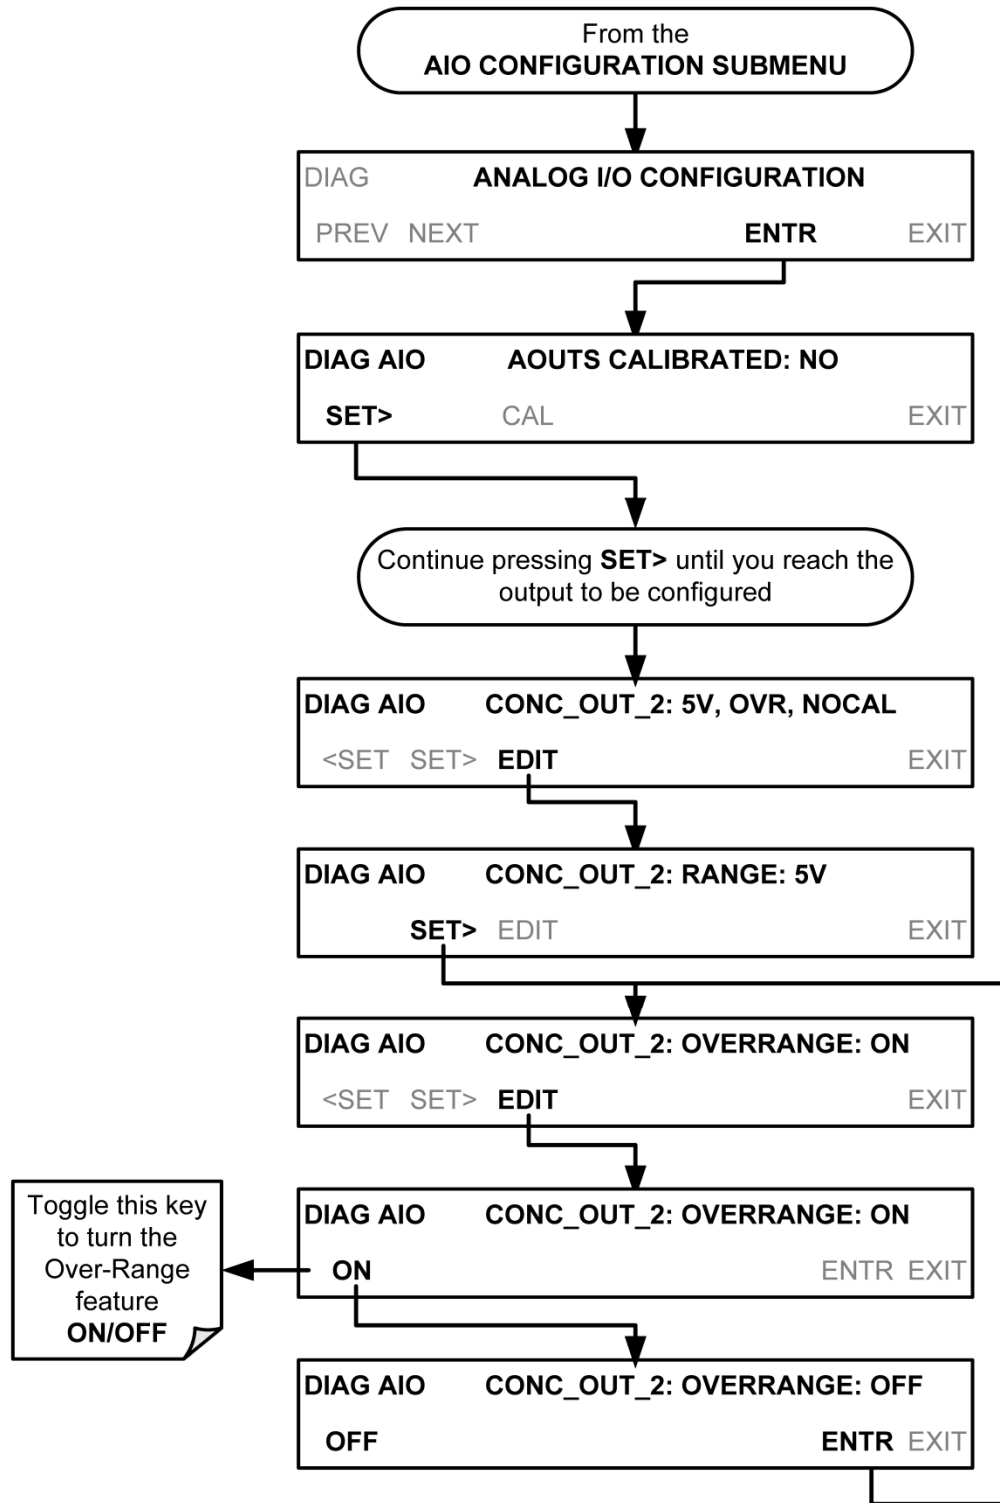 From the
AIO CONFIGURATION SUBMENU
DIAG ANALOG I/O CONFIGURATION
PREV NEXT ENTR EXIT
DIAG AIO AOUTS CALIBRATED: NO
SET> CAL EXIT
Continue pressing SET> until you reach the
output to be configured
DIAG AIO CONC_OUT_2: 5V, OVR, NOCAL
<SET SET> EDIT EXIT
DIAG AIO CONC_OUT_2: RANGE: 5V
SET> EDIT EXIT
DIAG AIO CONC_OUT_2: OVERRANGE: ON
<SET SET> EDIT EXIT
Toggle this key
to turn the
Over-Range
feature
ON/OFF
DIAG AIO CONC_OUT_2: OVERRANGE: ON
ON ENTR EXIT
DIAG AIO CONC_OUT_2: OVERRANGE: OFF
OFF ENTR EXIT